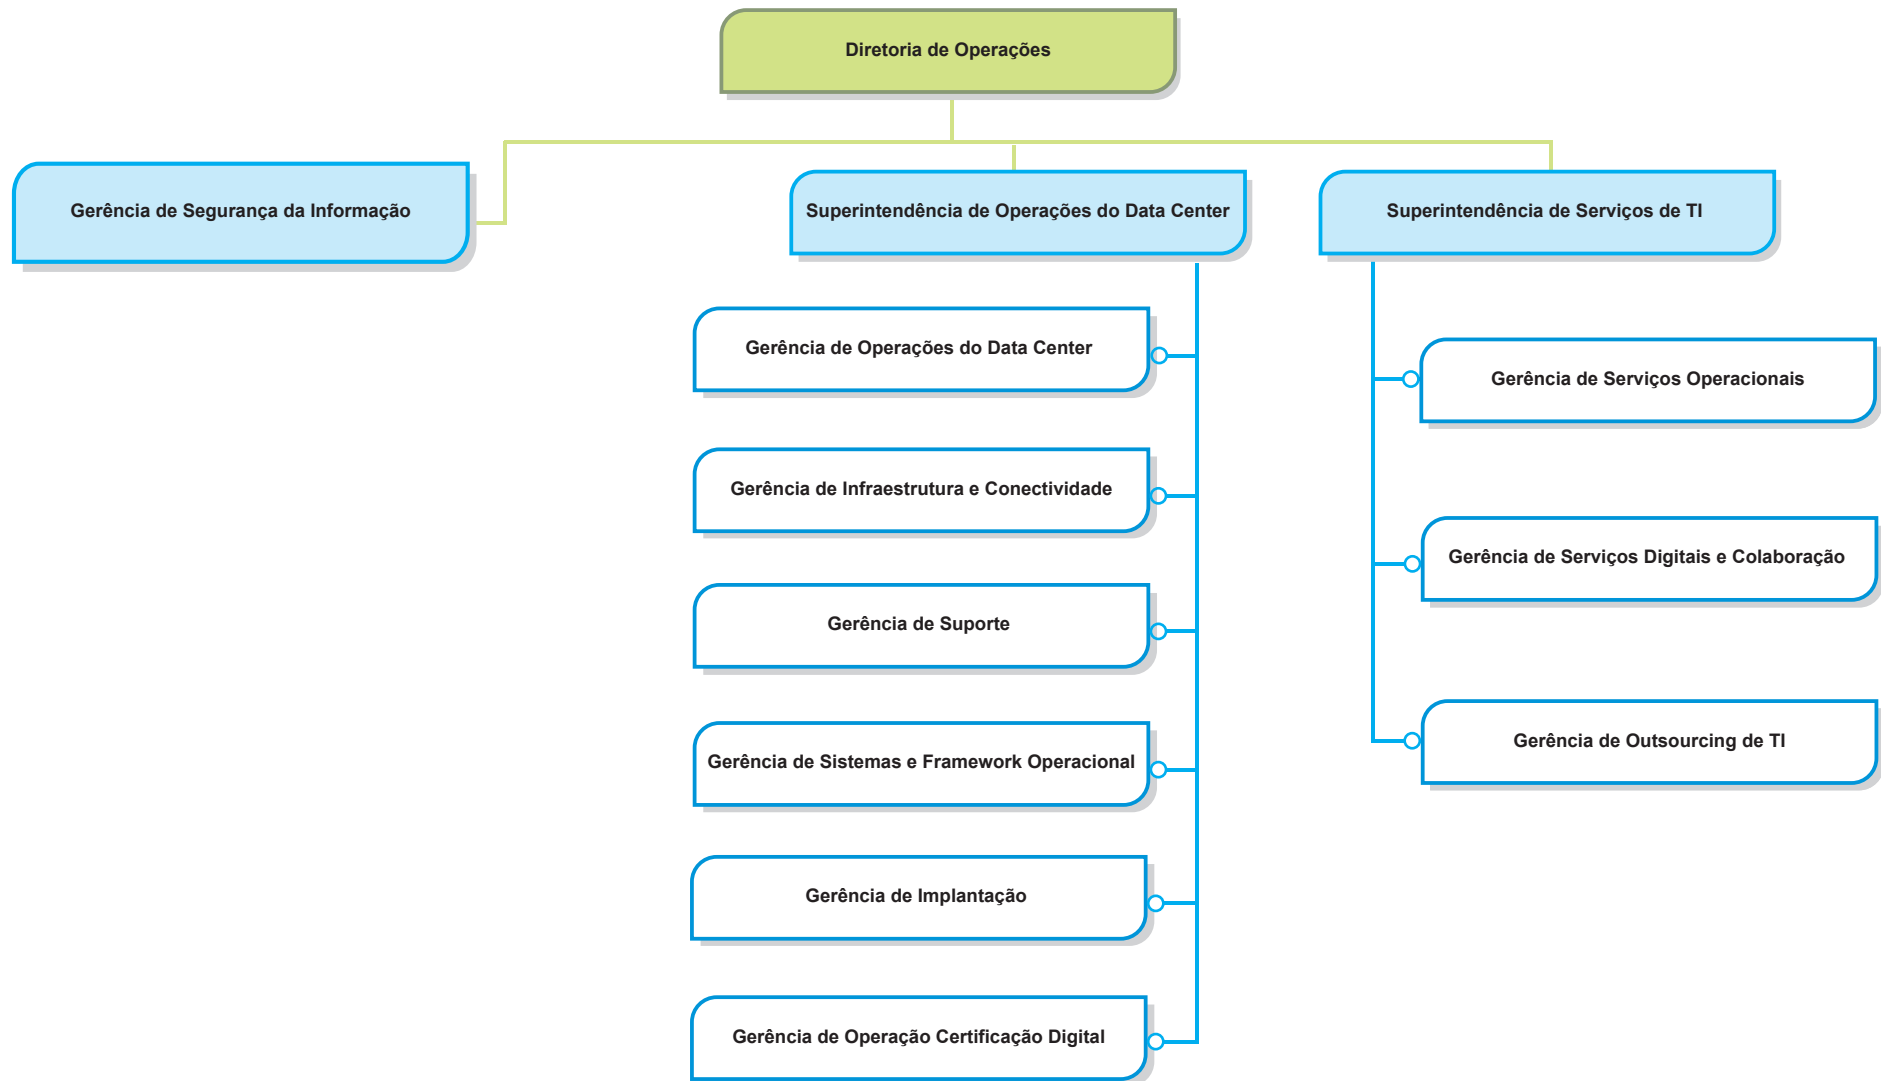 Diretoria de Operações
Gerência de Segurança da Informação
Superintendência de Operações do Data Center
Superintendência de Serviços de TI
Gerência de Operações do Data Center
Gerência de Infraestrutura e Conectividade
Gerência de Suporte
Gerência de Sistemas e Framework Operacional
Gerência de Implantação
Gerência de Operação Certificação Digital
Gerência de Serviços Operacionais
Gerência de Serviços Digitais e Colaboração
Gerência de Outsourcing de TI